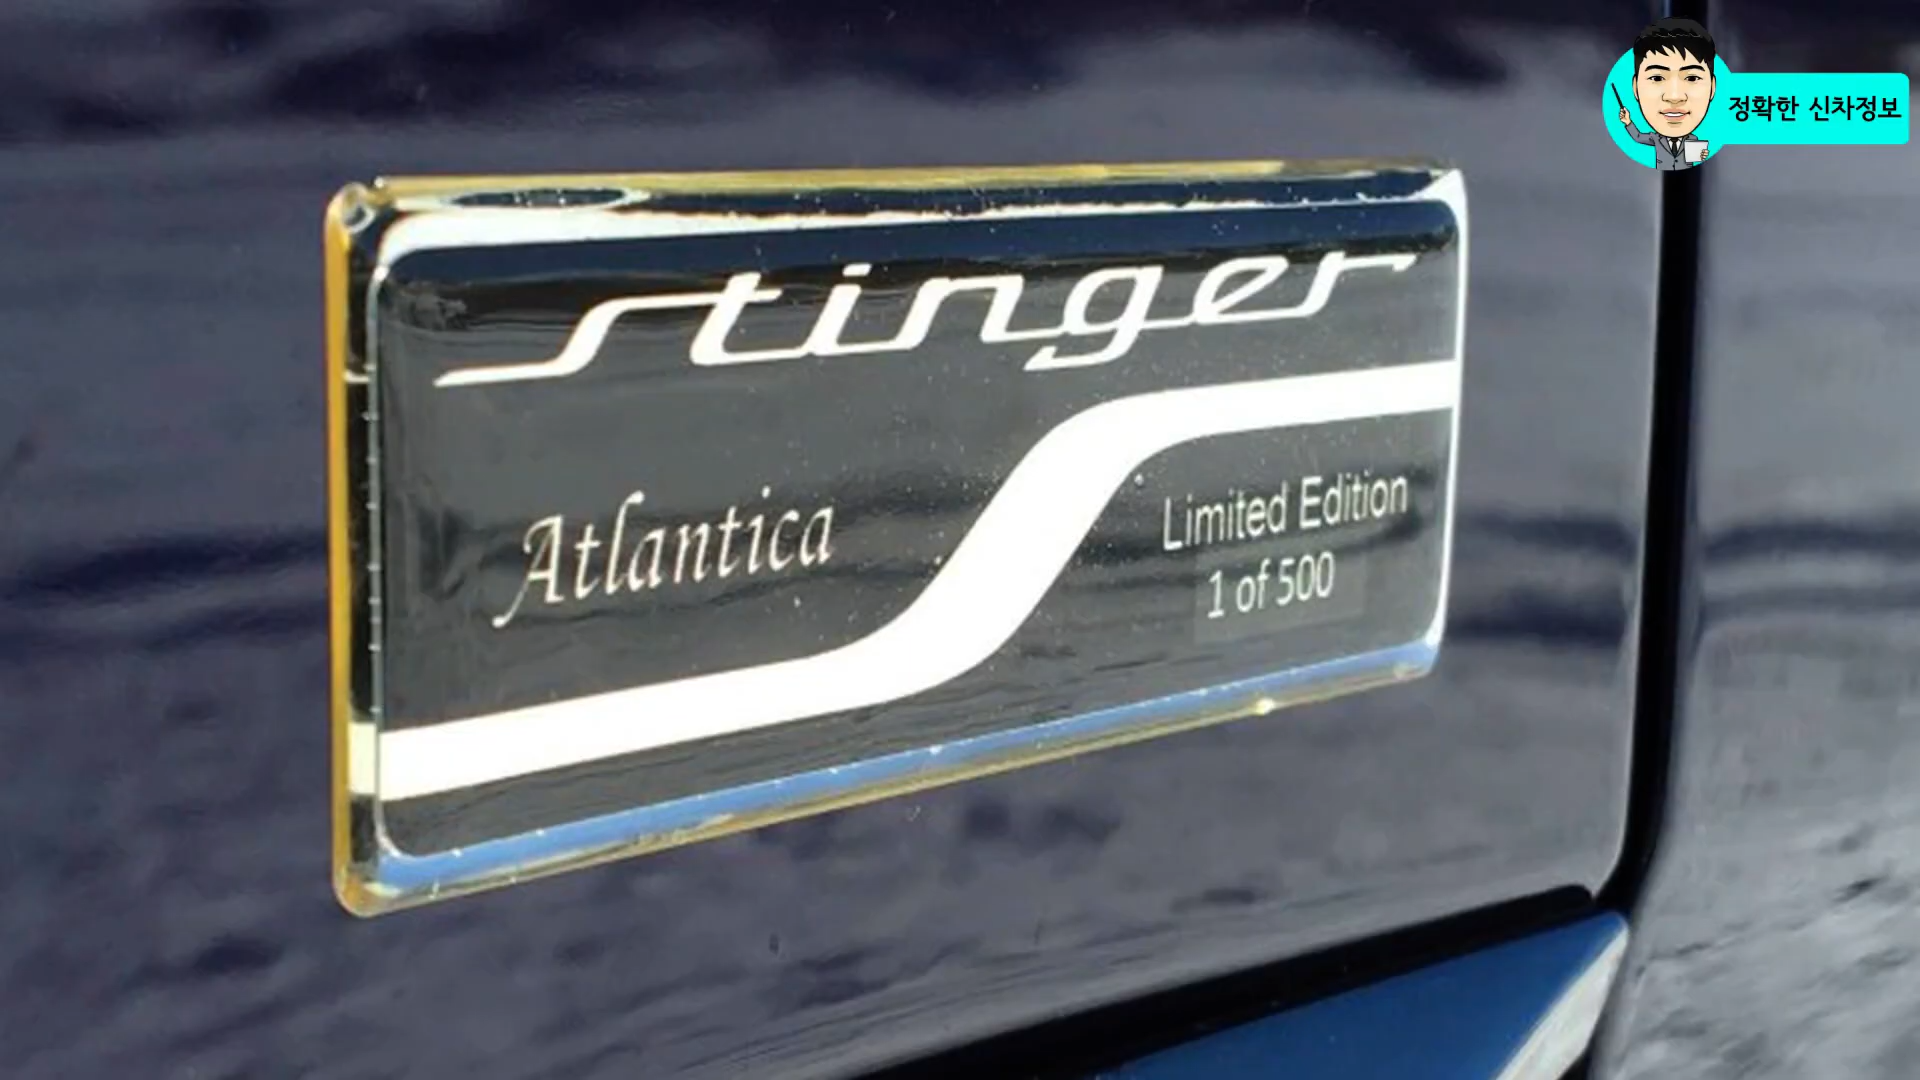 정확한 신차정보
stinger
Atlantica
Limited Edition
1 of 500